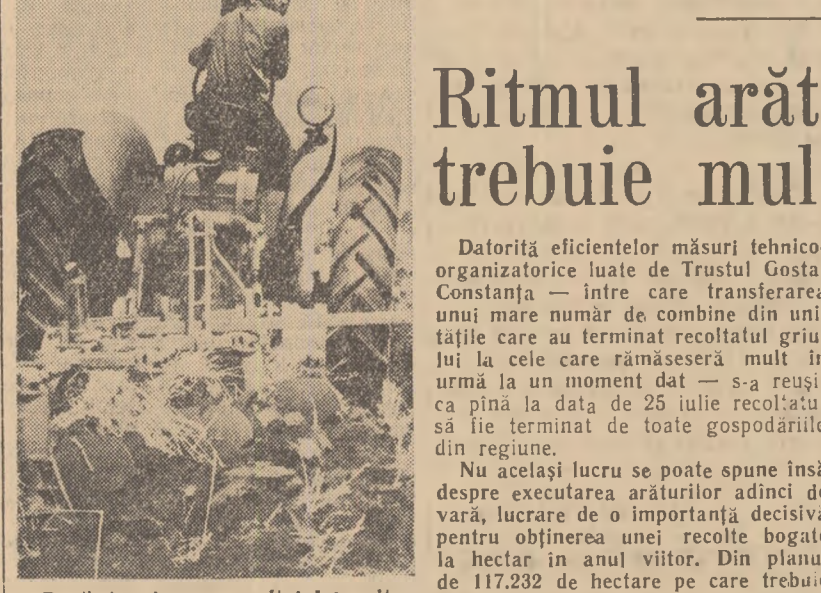 Ritmul arăt
trebuie mul
Datorită eficientelor măsuri tehnico-
organizatorice luate de Trustul Gosta
Constanța — între care transferarea
unui mare număr de combine din uni
tățile care au terminat recoltatul grîu
lui la cele care rămăseseră mult în
urmă la un moment dat — s-a reuși
ca pînă la data de 25 iulie recoltatu
să fie terminat de toate gospodăriile
din regiune.
Nu același lucru se poate spune însă
despre executarea arăturilor adînci de
vară, lucrare de o importanță decisivă
pentru obținerea unei recolte bogate
la hectar în anul viitor. Din planu
de 117.232 de hectare pe care trebuie